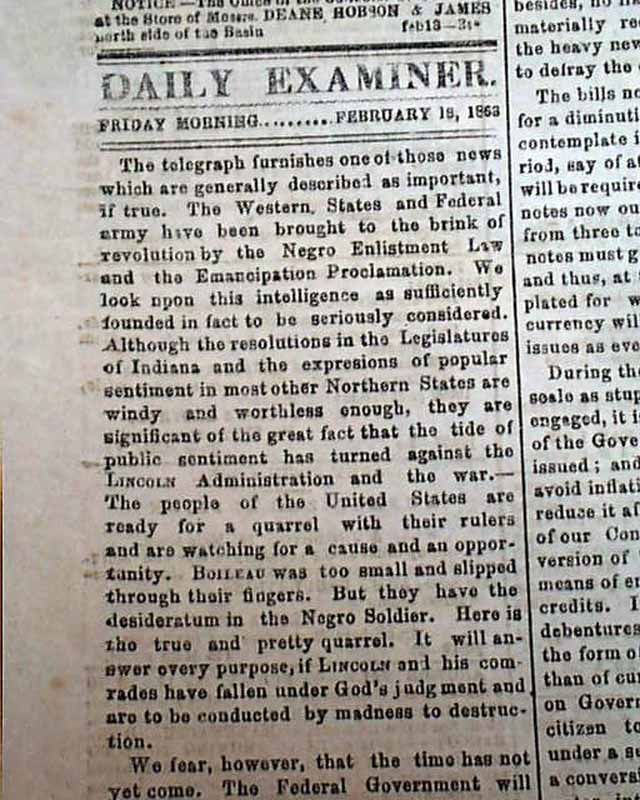 at the Store of Messrs. DEANE, HOBSON & JAMES
north side of the Basin feb13—3t*
DAILY EXAMINER.
FRIDAY MORNING.........FEBRUARY 18, 1863
The telegraph furnishes one of those news
which are generally described as important,
if true. The Western States and Federal
army have been brought to the brink of
revolution by the Negro Enlistment Law
and the Emancipation Proclamation. We
look upon this intelligence as sufficiently
founded in fact to be seriously considered.
Although the resolutions in the Legislatures
of Indiana and the expresions of popular
sentiment in most other Northern States are
windy and worthless enough, they are
significant of the great fact that the tide of
public sentiment has turned against the
LINCOLN Administration and the war.—
The people of the United States are
ready for a quarrel with their rulers
and are watching for a cause and an oppor-
tunity. BOILEAU was too small and slipped
through their fingers. But they have the
desideratum in the Negro Soldier. Here is
the true and pretty quarrel. It will an-
swer every purpose, if LINCOLN and his com-
rades have fallen under God's judgment and
are to be conducted by madness to destruc-
tion.
We fear, however, that the time has not
yet come. The Federal Government will
besides, no
materially
the heavy
to defray the
The bills
for a diminuti
contemplate
riod, say of
will be requir
notes now
from three
notes must
and thus, at
plated for
currency will
issues as
During the
scale as
engaged, it
of the Gove
issued; and
avoid inflati
reduce it
of our Con
version of
means of
credits.
debentures
the form
than of
on Govern
citizen to
under a
a conversi